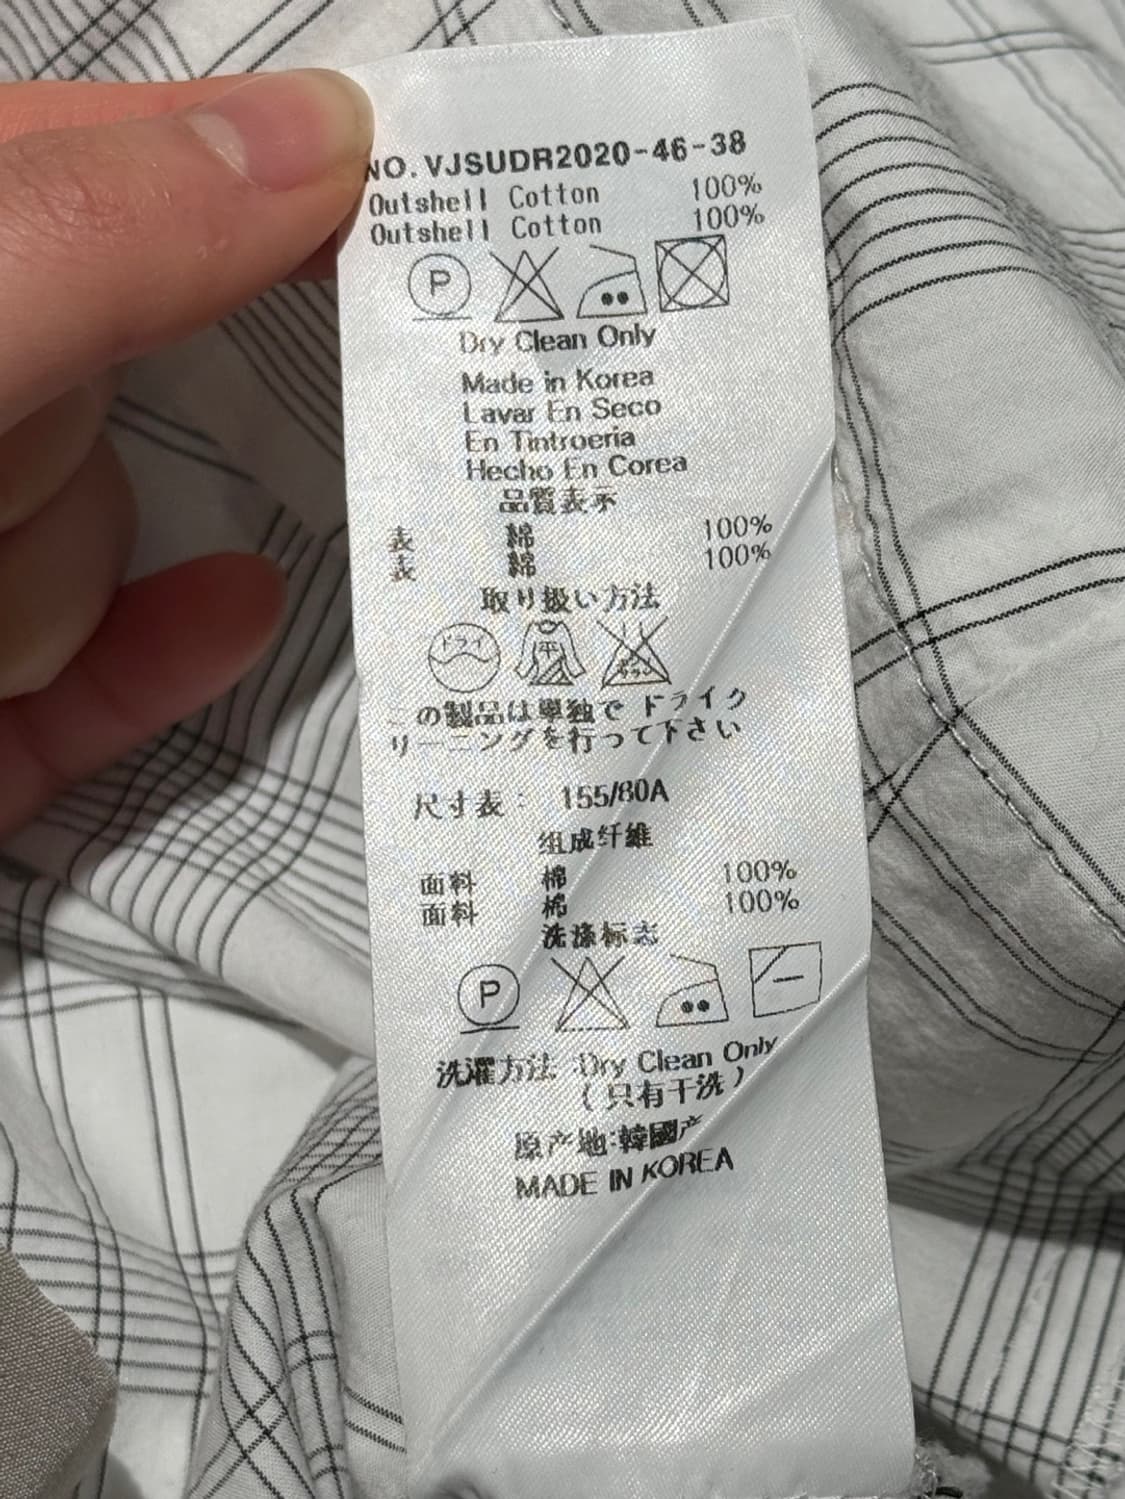 NO. VJSUDR2020-46-38
Outshell Cotton 100%
Outshell Cotton 100%
P
Dry Clean Only
Made in Korea
Lavar En Seco
En Tintroeria
Hecho En Corea
品質表示
表 綿 100%
表 綿 100%
取り扱い方法
ドライ 平
この製品は単独でドライク
リーニングを行って下さい
尺寸表: 155/80A
组成纤維
面料 棉 100%
面料 棉 100%
洗涤标志
P
洗濯方法 :Dry Clean Only
(只有干洗)
原产地:韓國产
MADE IN KOREA